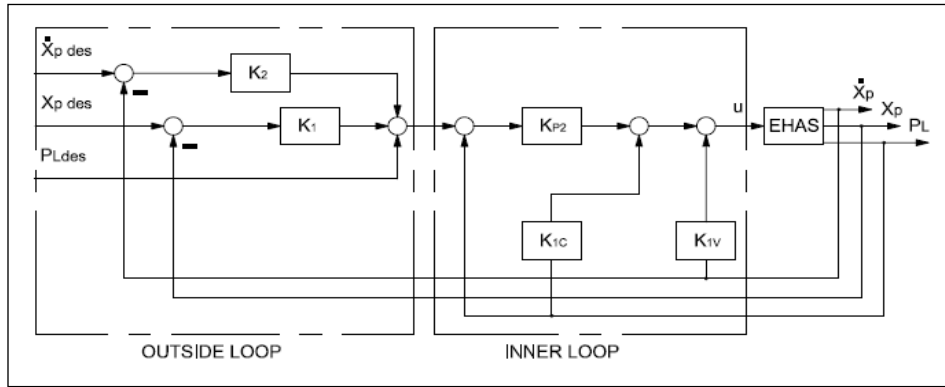 Ẋp des
K2
Xp des
K1
PLdes
KP2
u
EHAS
Ẋp
Xp
PL
K1C
K1V
OUTSIDE LOOP
INNER LOOP